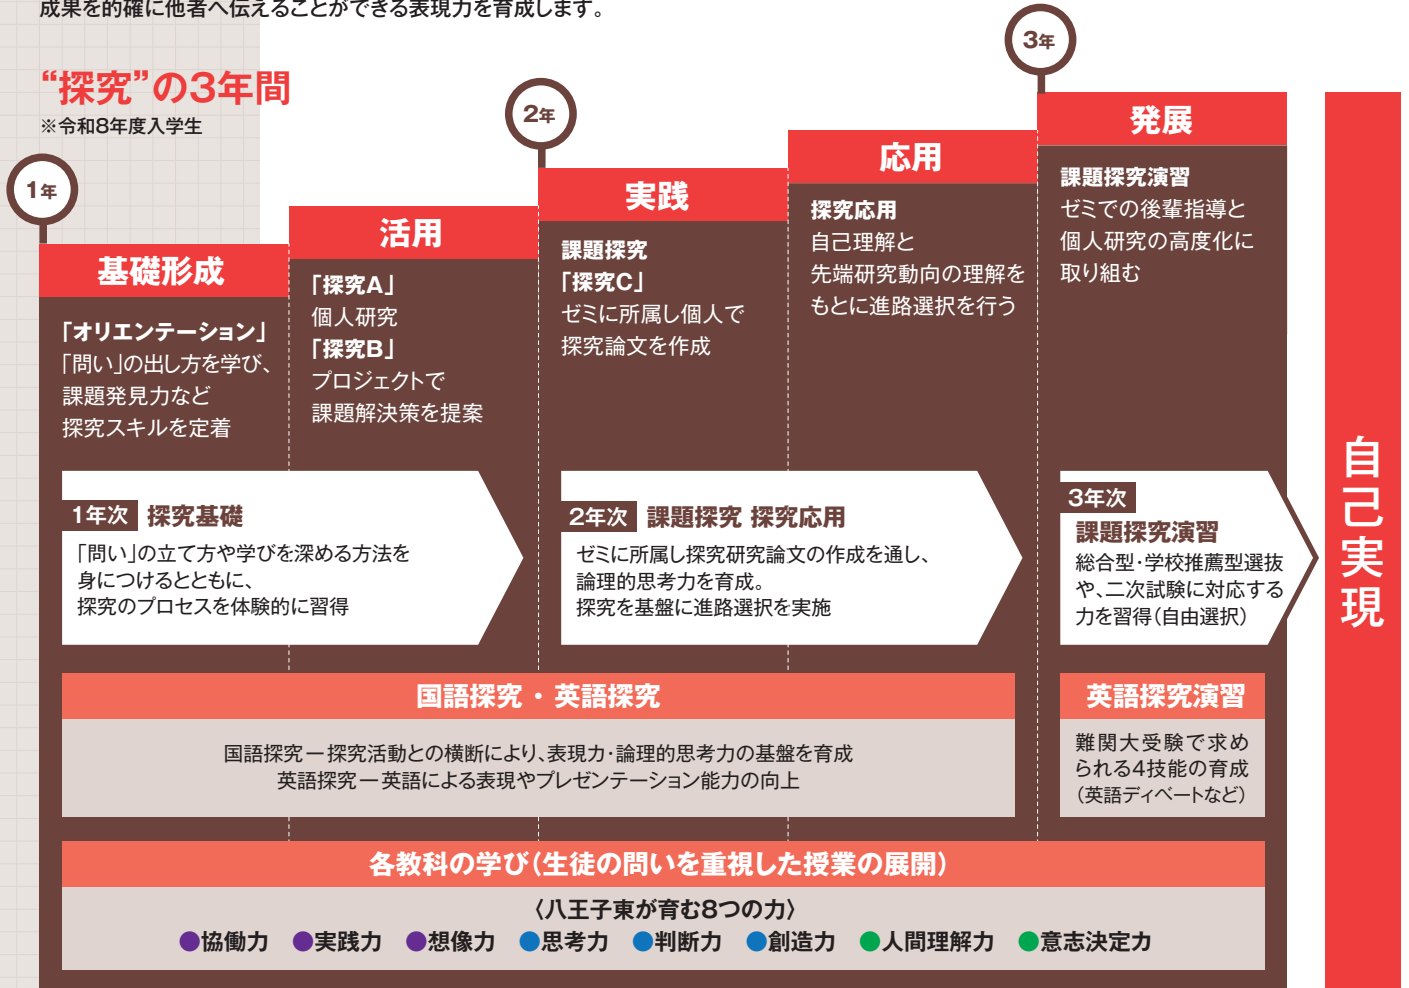 成果を的確に他者へ伝えることができる表現力を育成します。
“探究”の3年間
※令和8年度入学生
1年
2年
3年
基礎形成
「オリエンテーション」
「問い」の出し方を学び、
課題発見力など
探究スキルを定着
活用
「探究A」
個人研究
「探究B」
プロジェクトで
課題解決策を提案
実践
課題探究
「探究C」
ゼミに所属し個人で
探究論文を作成
応用
探究応用
自己理解と
先端研究動向の理解を
もとに進路選択を行う
発展
課題探究演習
ゼミでの後輩指導と
個人研究の高度化に
取り組む
1年次 探究基礎
「問い」の立て方や学びを深める方法を
身につけるとともに、
探究のプロセスを体験的に習得
2年次 課題探究 探究応用
ゼミに所属し探究研究論文の作成を通し、
論理的思考力を育成。
探究を基盤に進路選択を実施
3年次
課題探究演習
総合型・学校推薦型選抜
や、二次試験に対応する
力を習得(自由選択)
国語探究・英語探究
国語探究ー探究活動との横断により、表現力・論理的思考力の基盤を育成
英語探究ー英語による表現やプレゼンテーション能力の向上
英語探究演習
難関大受験で求め
られる4技能の育成
(英語ディベートなど)
各教科の学び(生徒の問いを重視した授業の展開)
〈八王子東が育む8つの力〉
●協働力 ●実践力 ●想像力 ●思考力 ●判断力 ●創造力 ●人間理解力 ●意志決定力
自己実現